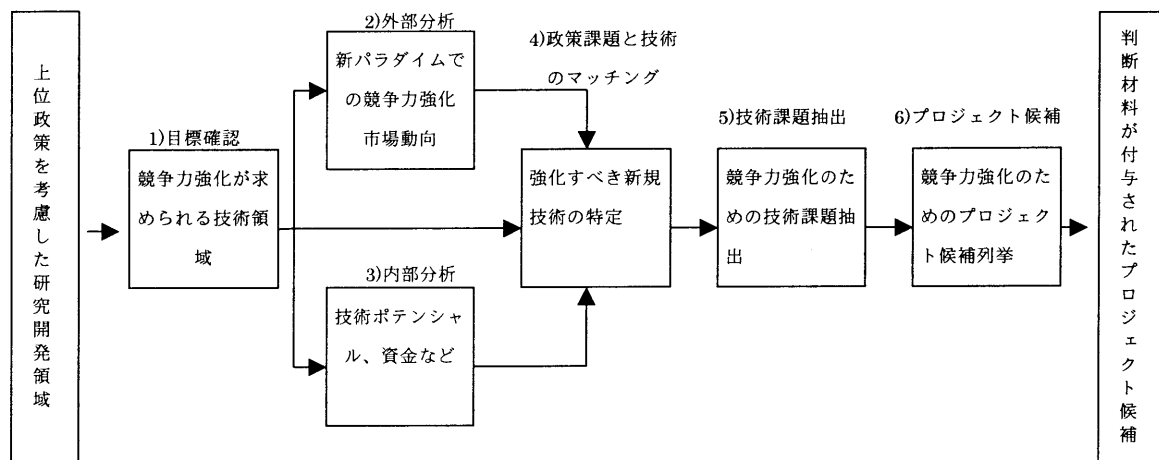 上位政策を考慮した研究開発領域
1)目標確認
競争力強化が求
められる技術領
域
2)外部分析
新パラダイムで
の競争力強化
市場動向
3)内部分析
技術ポテンシャ
ル、資金など
4)政策課題と技術
のマッチング
強化すべき新規
技術の特定
5)技術課題抽出
競争力強化のた
めの技術課題抽
出
6)プロジェクト候補
競争力強化のた
めのプロジェク
ト候補列挙
判断材料が付与されたプロジェクト候補